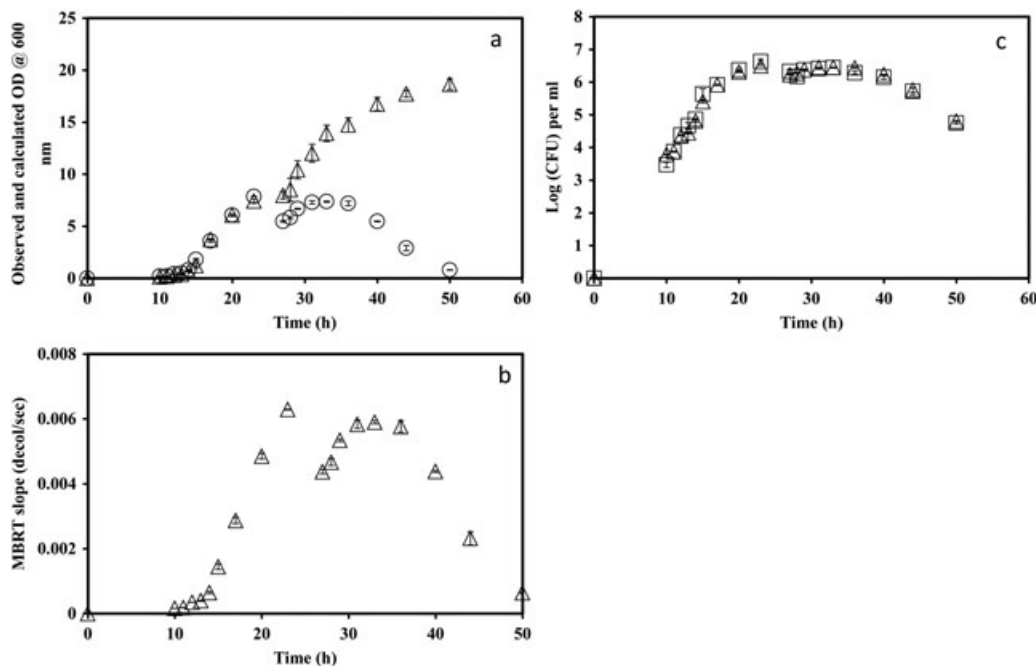 a
Observed and calculated OD @ 600
nm
25
20
15
10
5
0
0 10 20 30 40 50 60
Time (h)
c
Log (CFU) per ml
8
7
6
5
4
3
2
1
0
0 10 20 30 40 50 60
Time (h)
b
MBRT slope (decol/sec)
0.008
0.006
0.004
0.002
0
0 10 20 30 40 50
Time (h)